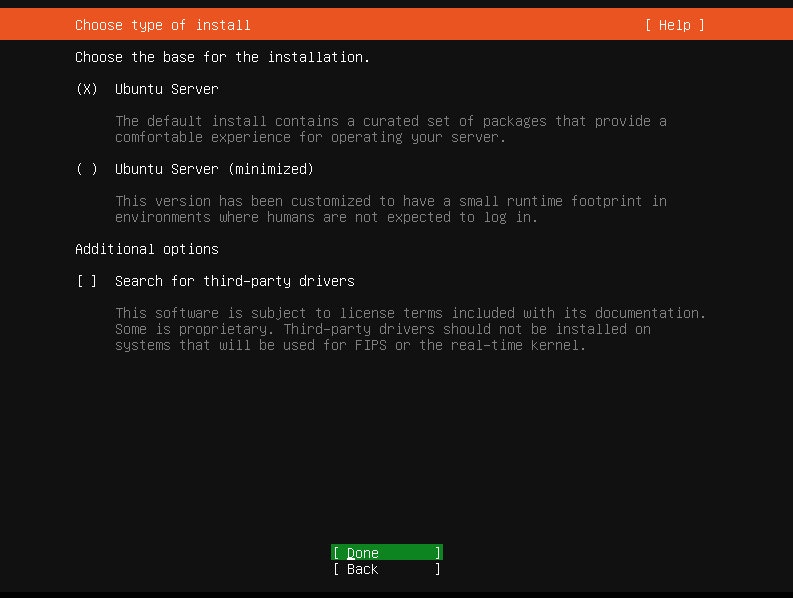 Choose type of install [ Help ]
Choose the base for the installation.
(X) Ubuntu Server
The default install contains a curated set of packages that provide a
comfortable experience for operating your server.
( ) Ubuntu Server (minimized)
This version has been customized to have a small runtime footprint in
environments where humans are not expected to log in.
Additional options
[ ] Search for third-party drivers
This software is subject to license terms included with its documentation.
Some is proprietary. Third-party drivers should not be installed on
systems that will be used for FIPS or the real-time kernel.
[ Done ]
[ Back ]